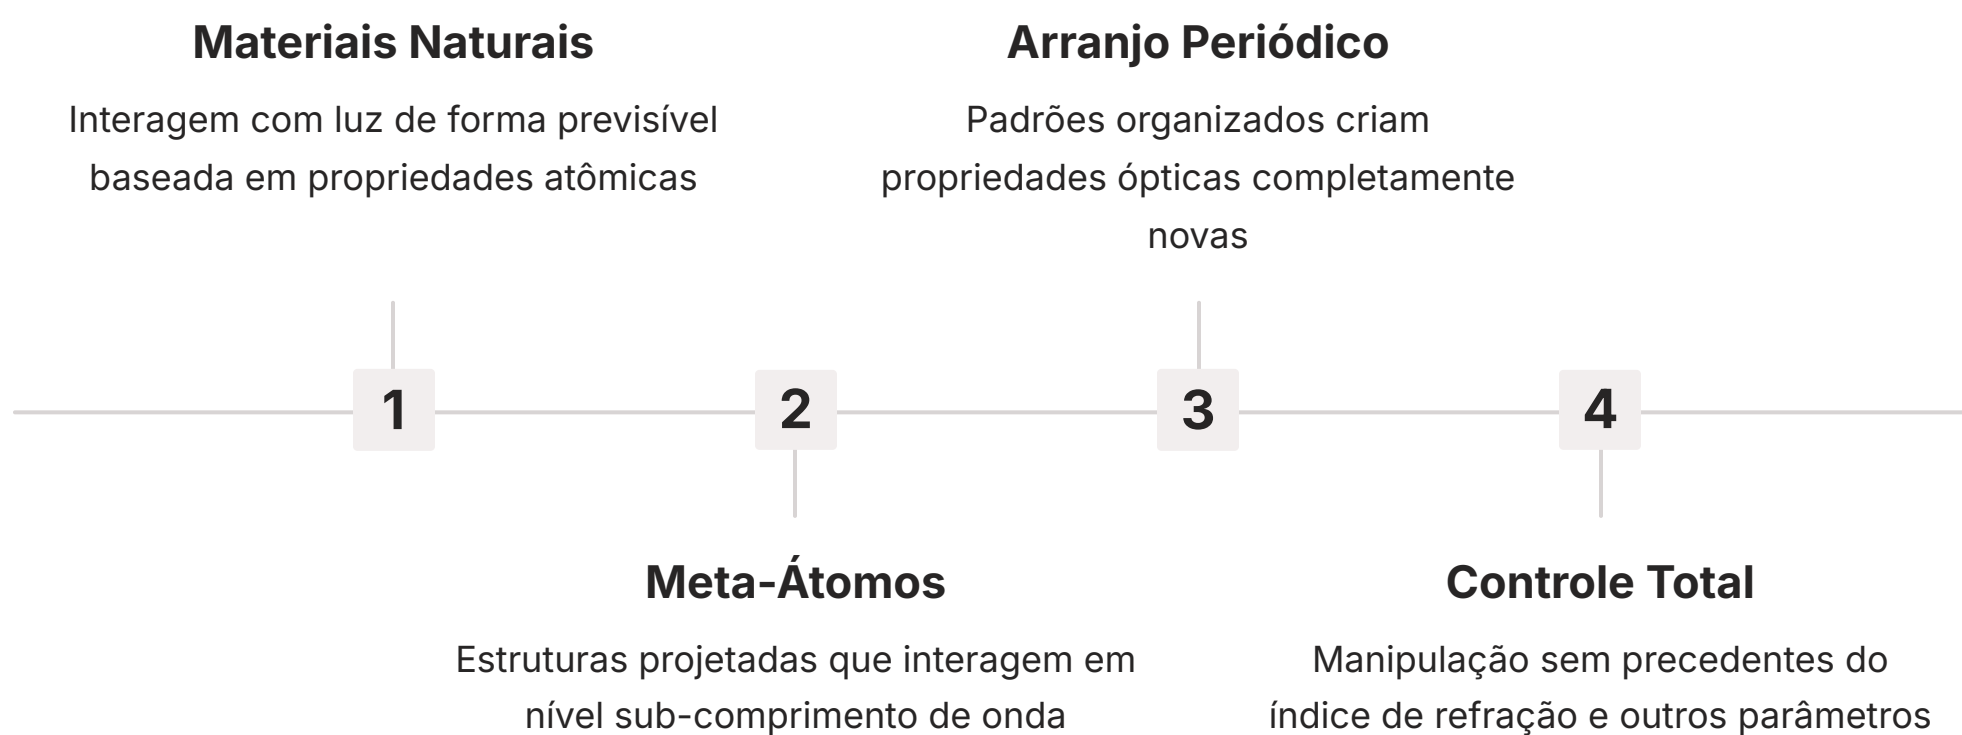 Materiais Naturais
Interagem com luz de forma previsível
baseada em propriedades atômicas
Arranjo Periódico
Padrões organizados criam
propriedades ópticas completamente
novas
1
2
3
4
Meta-Átomos
Estruturas projetadas que interagem em
nível sub-comprimento de onda
Controle Total
Manipulação sem precedentes do
índice de refração e outros parâmetros